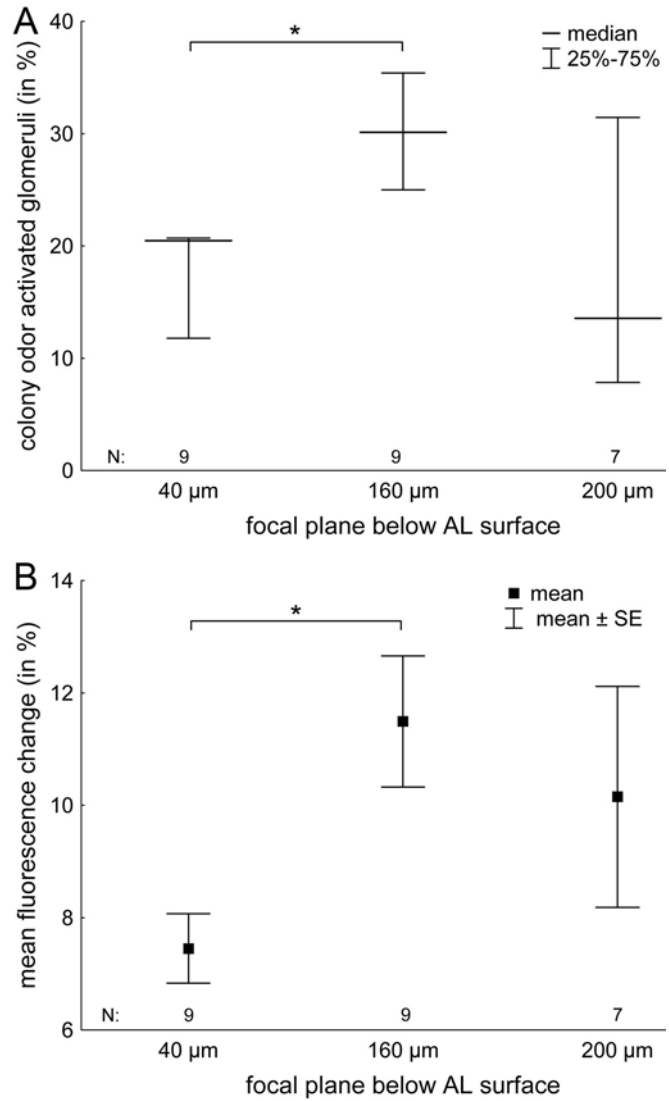 A
colony odor activated glomeruli (in %)
40
30
20
10
0
*
median
25%-75%
N: 9 9 7
40 µm 160 µm 200 µm
focal plane below AL surface
B
mean fluorescence change (in %)
14
12
10
8
6
*
mean
mean ± SE
N: 9 9 7
40 µm 160 µm 200 µm
focal plane below AL surface